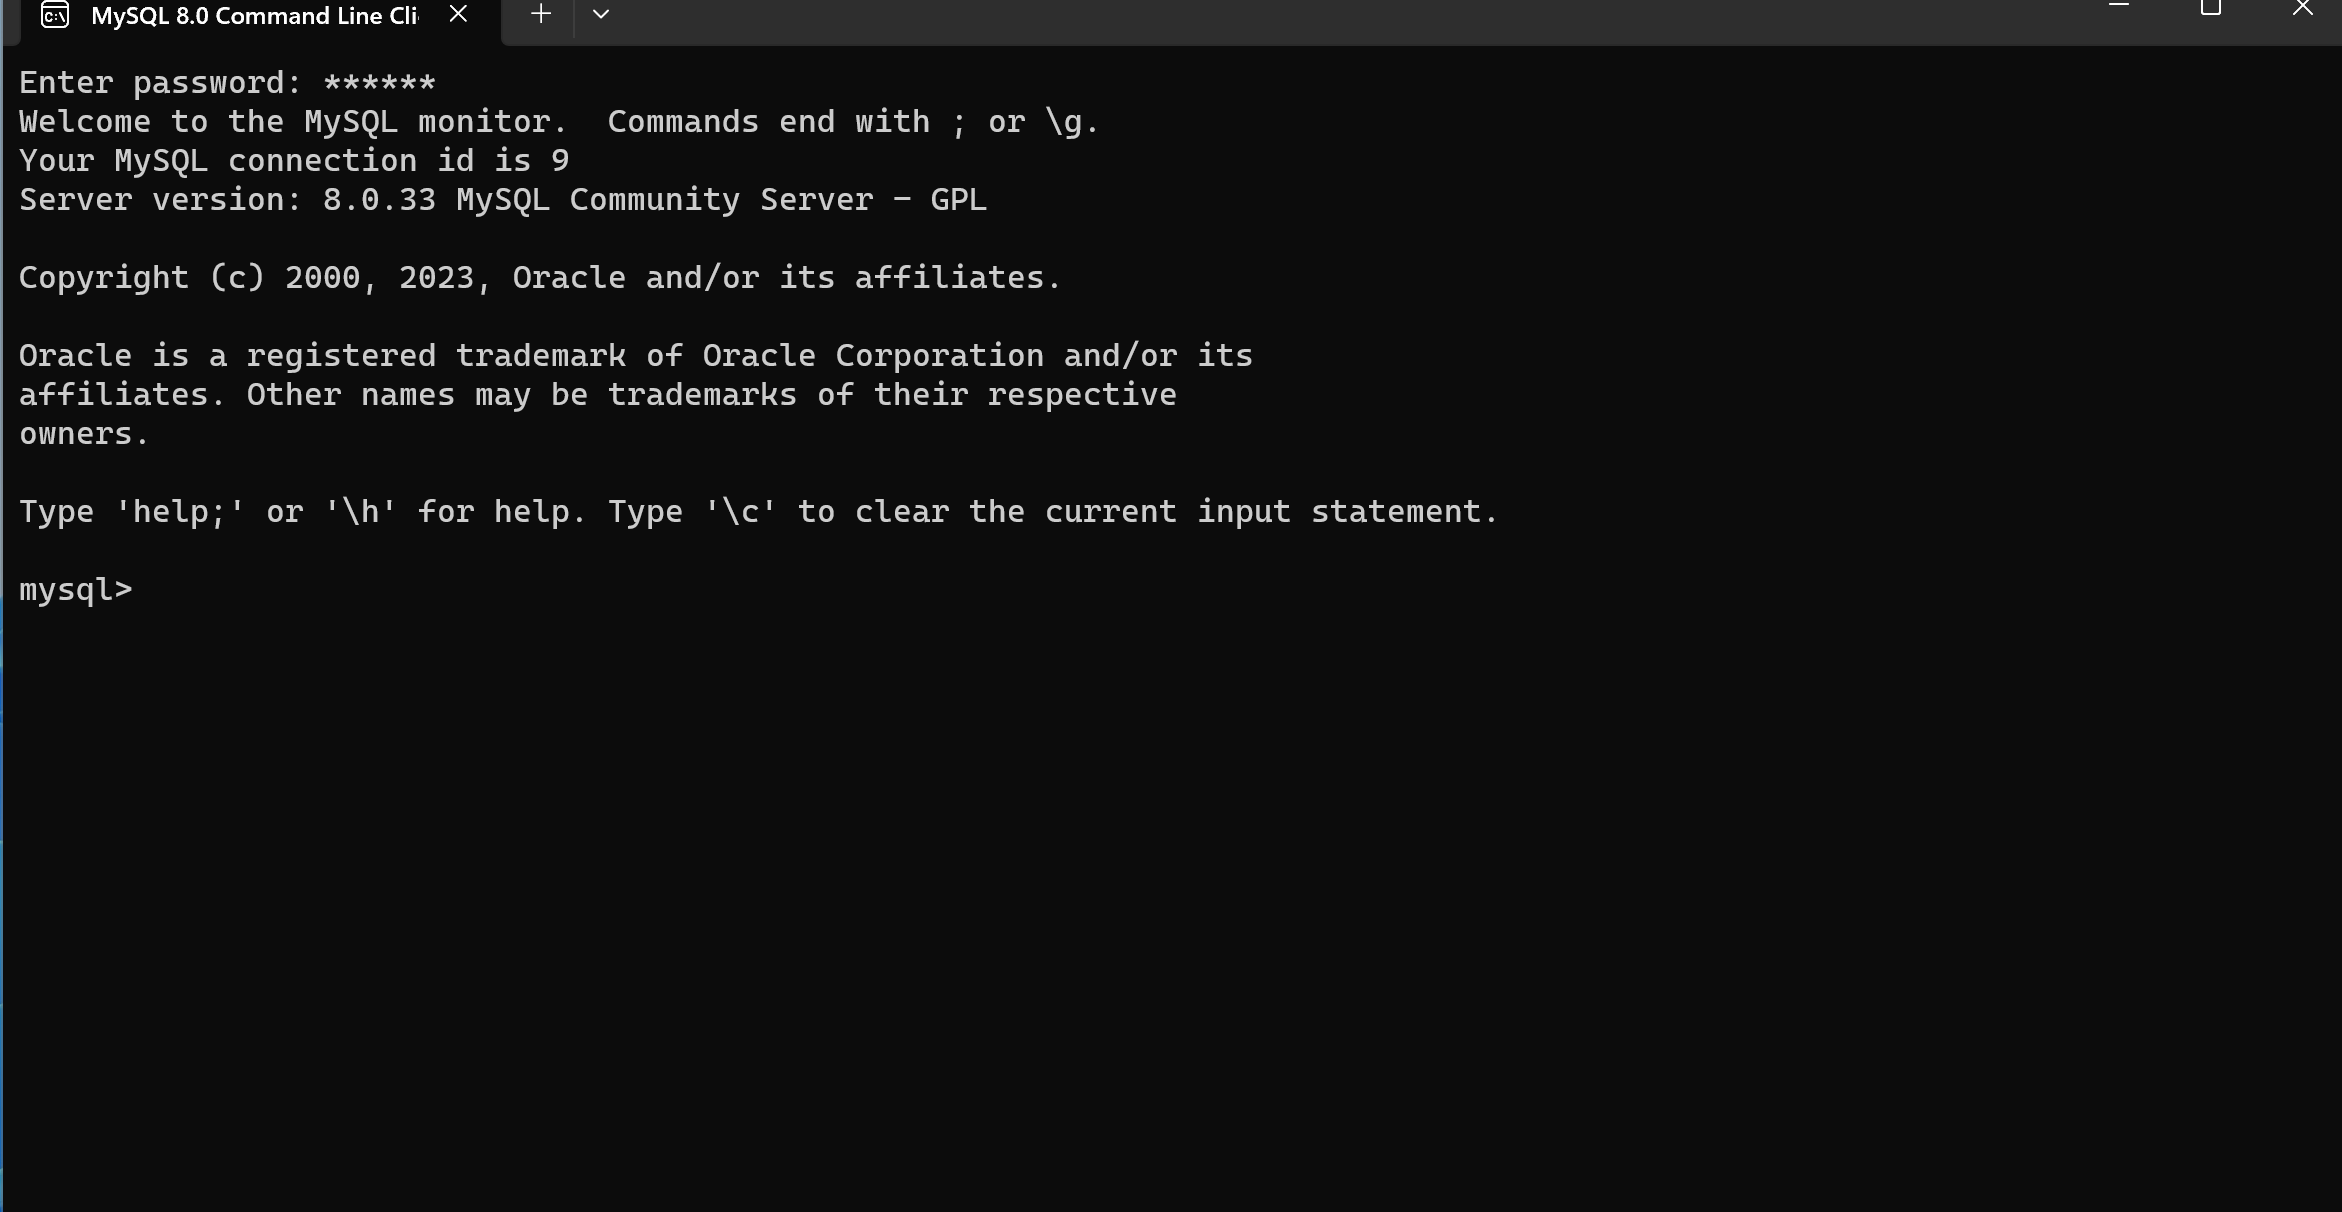 MySQL 8.0 Command Line Cli
Enter password: ******
Welcome to the MySQL monitor.  Commands end with ; or \g.
Your MySQL connection id is 9
Server version: 8.0.33 MySQL Community Server - GPL
Copyright (c) 2000, 2023, Oracle and/or its affiliates.
Oracle is a registered trademark of Oracle Corporation and/or its
affiliates. Other names may be trademarks of their respective
owners.
Type 'help;' or '\h' for help. Type '\c' to clear the current input statement.
mysql>